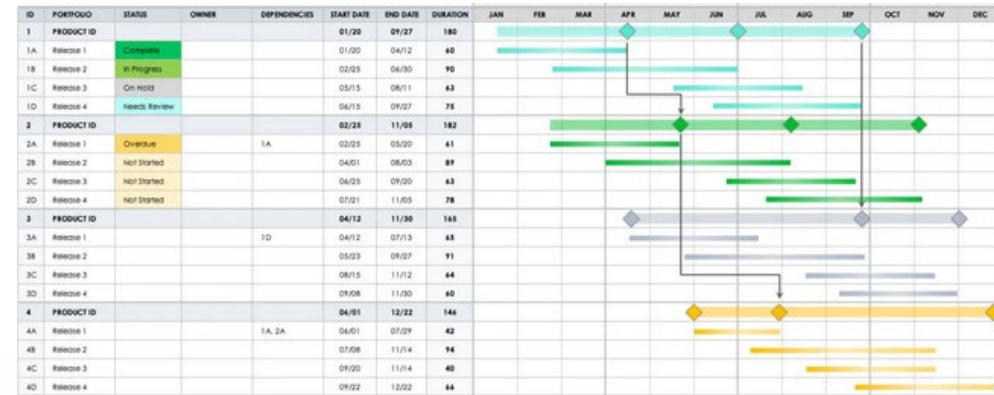 ID PORTFOLIO STATUS OWNER DEPENDENCIES START DATE END DATE DURATION JAN FEB MAR APR MAY JUN JUL AUG SEP OCT NOV DEC
1 PRODUCT ID 01/20 09/27 180
1A Release 1 Complete 01/20 04/12 60
1B Release 2 In Progress 02/25 06/30 90
1C Release 3 On Hold 05/15 08/11 63
1D Release 4 Needs Review 06/15 09/27 75
2 PRODUCT ID 02/25 11/05 182
2A Release 1 Overdue 1A 02/25 05/20 61
2B Release 2 Not Started 04/01 08/03 89
2C Release 3 Not Started 06/25 09/20 63
2D Release 4 Not Started 07/21 11/05 78
3 PRODUCT ID 04/12 11/30 165
3A Release 1 1D 04/12 07/13 65
3B Release 2 05/23 09/27 91
3C Release 3 08/15 11/12 64
3D Release 4 09/08 11/30 60
4 PRODUCT ID 06/01 12/22 146
4A Release 1 1A, 2A 06/01 07/29 42
4B Release 2 07/08 11/14 94
4C Release 3 09/20 11/14 40
4D Release 4 09/22 12/22 66